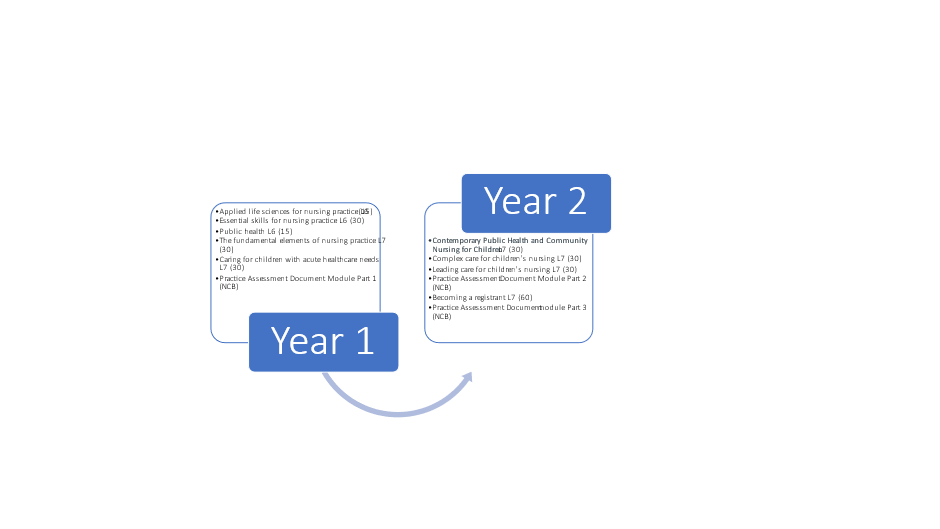 •Applied life sciences for nursing practice (15)
•Essential skills for nursing practice L6 (30)
•Public health L6 (15)
•The fundamental elements of nursing practice L7
(30)
•Caring for children with acute healthcare needs
L7 (30)
•Practice Assessment Document Module Part 1
(NCB)
Year 1
Year 2
•Contemporary Public Health and Community
Nursing for Children L7 (30)
•Complex care for children's nursing L7 (30)
•Leading care for children's nursing L7 (30)
•Practice Assessment Document Module Part 2
(NCB)
•Becoming a registrant L7 (60)
•Practice Assesssment Document module Part 3
(NCB)